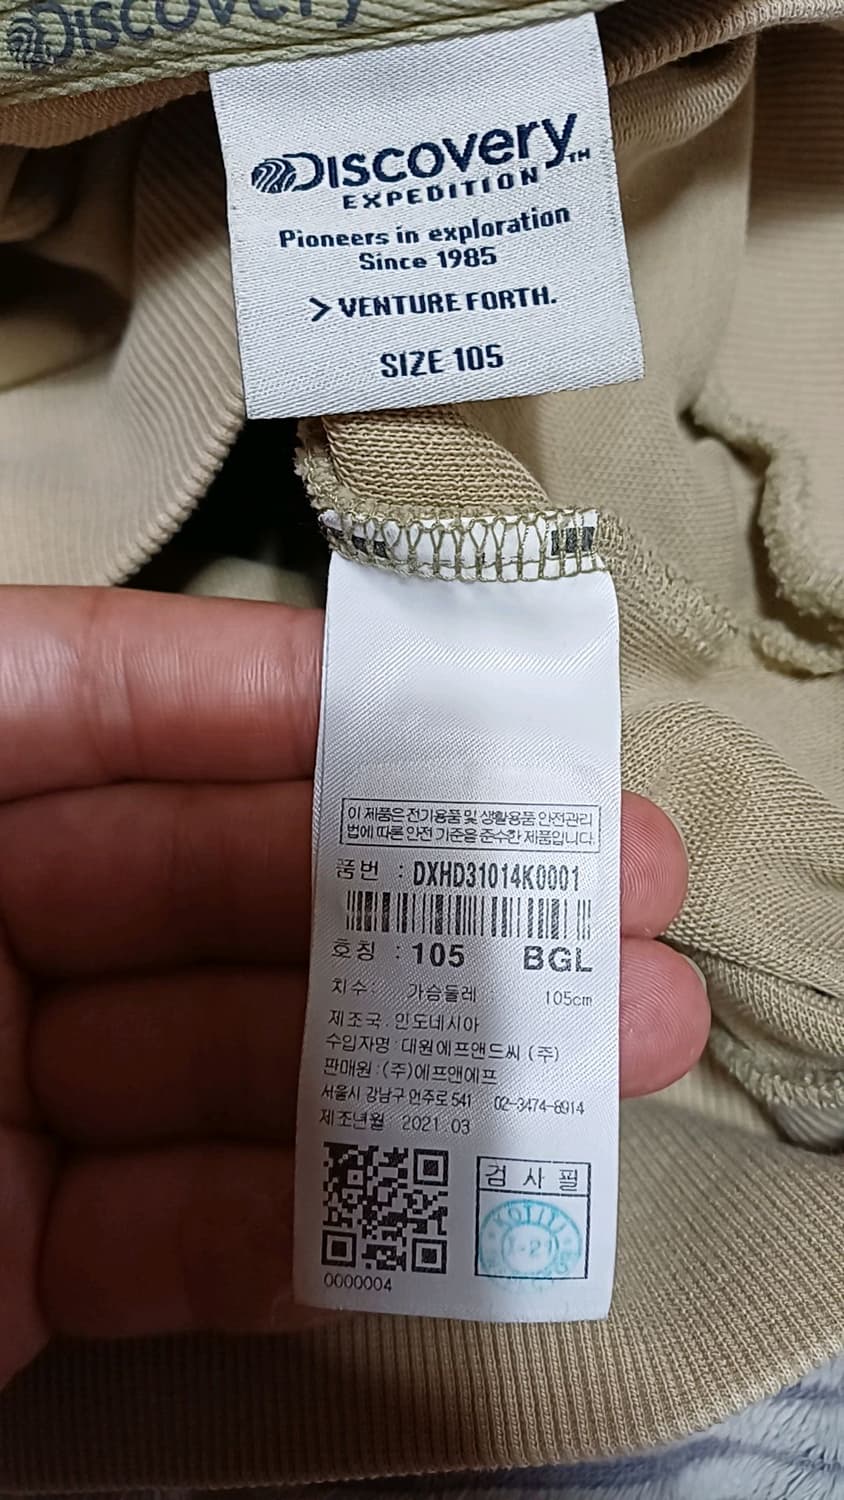 Discovery
Discovery™
EXPEDITION
Pioneers in exploration
Since 1985
> VENTURE FORTH.
SIZE 105
이 제품은 전기용품 및 생활용품 안전관리
법에 따른 안전 기준을 준수한 제품입니다.
품번 : DXHD31014K0001
호칭 : 105 BGL
치수: 가슴둘레 : 105cm
제조국: 인도네시아
수입자명: 대원에프앤드씨 (주)
판매원 : (주)에프앤에프
서울시 강남구 언주로 541 02-3474-8914
제조년월 2021.03
검 사 필
KOTITI
0000004